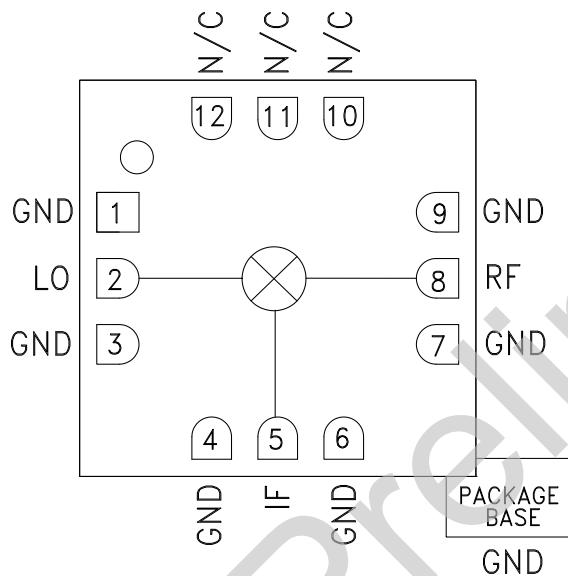 N/C N/C N/C
12 11 10
GND 1 9 GND
LO 2 8 RF
GND 3 7 GND
4 5 6
GND IF GND
PACKAGE
BASE
GND